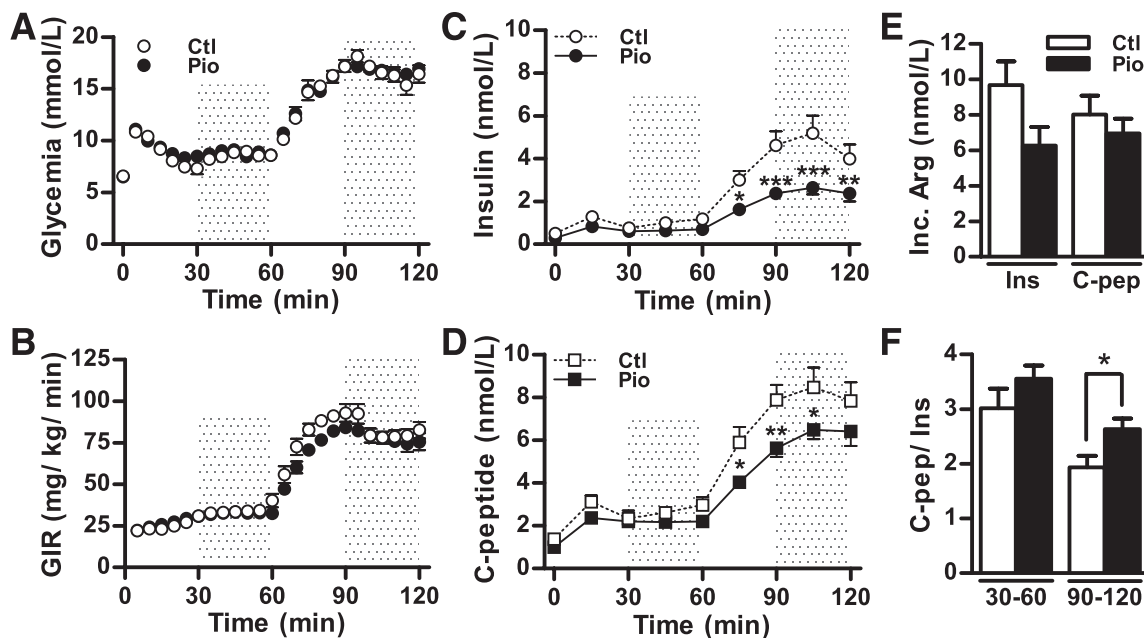 A
Glycemia (mmol/L)
20
15
10
5
0
Ctl
Pio
0 30 60 90 120
Time (min)
B
GIR (mg/ kg/ min)
125
100
75
50
25
0
0 30 60 90 120
Time (min)
C
Insulin (nmol/L)
10
8
6
4
2
0
Ctl
Pio
* *** *** **
0 30 60 90 120
Time (min)
D
C-peptide (nmol/L)
10
8
6
4
2
0
Ctl
Pio
* ** *
0 30 60 90 120
Time (min)
E
Inc. Arg (nmol/L)
12
10
8
6
4
2
0
Ctl
Pio
Ins C-pep
F
C-pep/ Ins
4
3
2
1
0
*
30-60 90-120